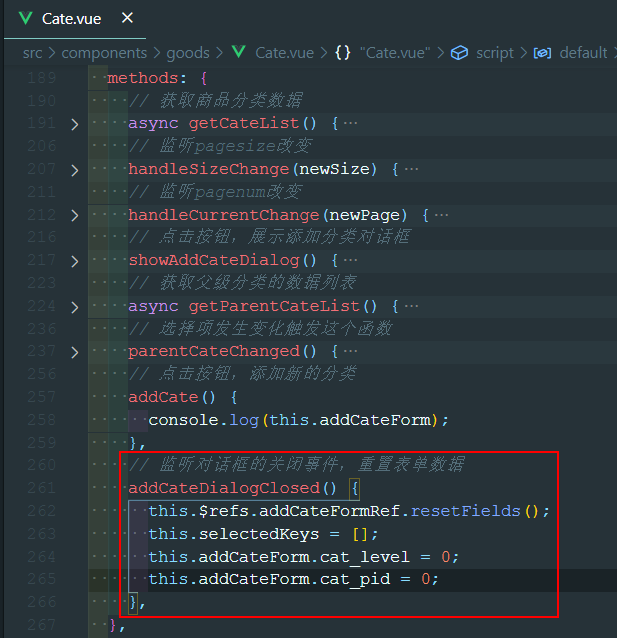 Cate.vue ×
src > components > goods > Cate.vue > {} "Cate.vue" > script > default
189 methods: {
190 // 获取商品分类数据
191 > async getCateList() { ···
206 // 监听pagesize改变
207 > handleSizeChange(newSize) { ···
211 // 监听pagenum改变
212 > handleCurrentChange(newPage) { ···
216 // 点击按钮，展示添加分类对话框
217 > showAddCateDialog() { ···
223 // 获取父级分类的数据列表
224 > async getParentCateList() { ···
236 // 选择项发生变化触发这个函数
237 > parentCateChanged() { ···
256 // 点击按钮，添加新的分类
257 addCate() {
258 console.log(this.addCateForm);
259 },
260 // 监听对话框的关闭事件，重置表单数据
261 addCateDialogClosed() {
262 this.$refs.addCateFormRef.resetFields();
263 this.selectedKeys = [];
264 this.addCateForm.cat_level = 0;
265 this.addCateForm.cat_pid = 0;
266 },
267 },